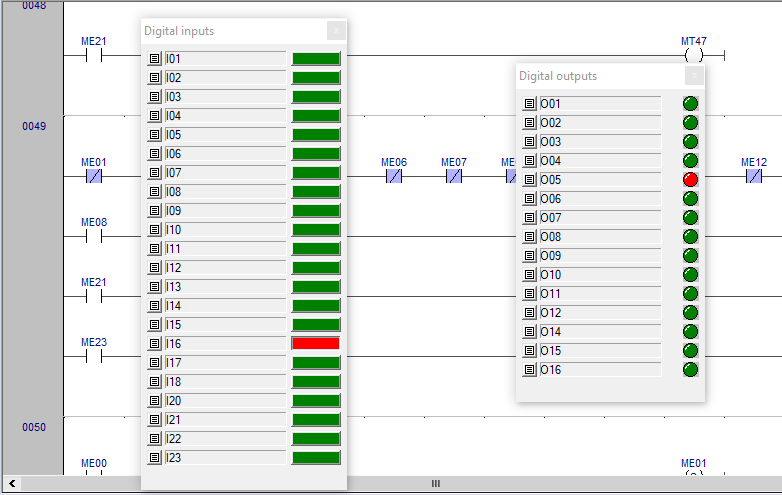 0048
ME21
MT47
Digital inputs
I01
I02
I03
I04
I05
I06
I07
I08
I09
I10
I11
I12
I13
I14
I15
I16
I17
I18
I20
I21
I22
I23
Digital outputs
O01
O02
O03
O04
O05
O06
O07
O08
O09
O10
O11
O12
O14
O15
O16
0049
ME01
ME06
ME07
ME12
ME08
ME21
ME23
0050
ME00
ME01